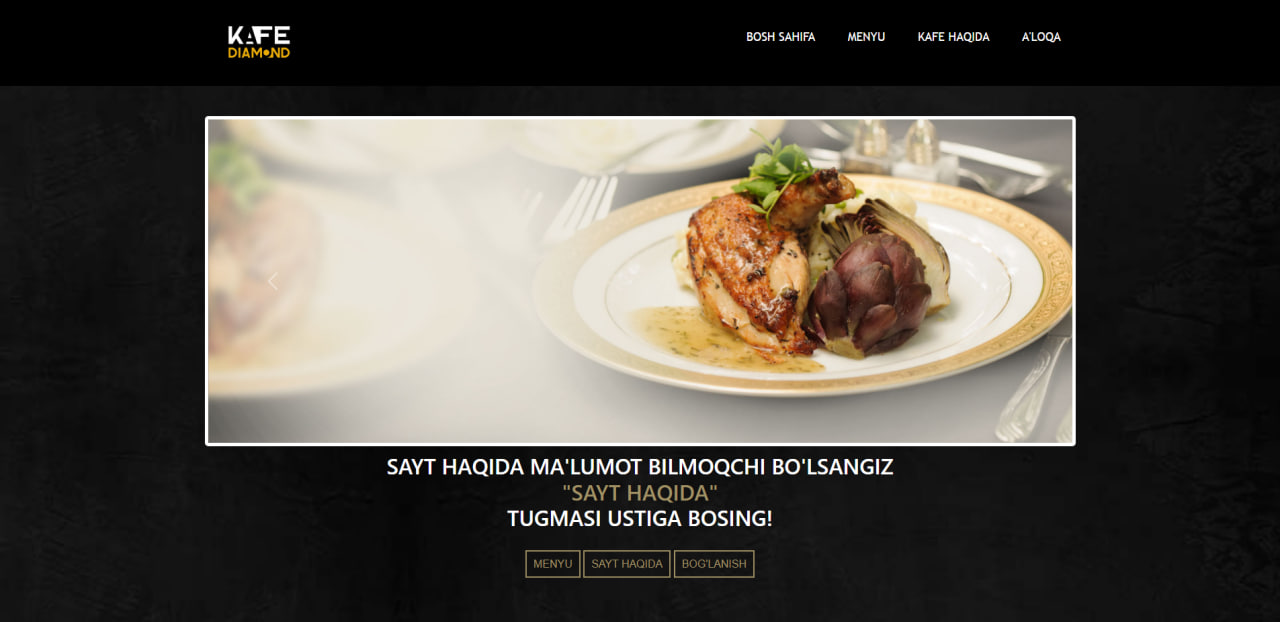 KAFE
DIAMOND
BOSH SAHIFA
MENYU
KAFE HAQIDA
A'LOQA
SAYT HAQIDA MA'LUMOT BILMOQCHI BO'LSANGIZ
"SAYT HAQIDA"
TUGMASI USTIGA BOSING!
MENYU
SAYT HAQIDA
BOG'LANISH